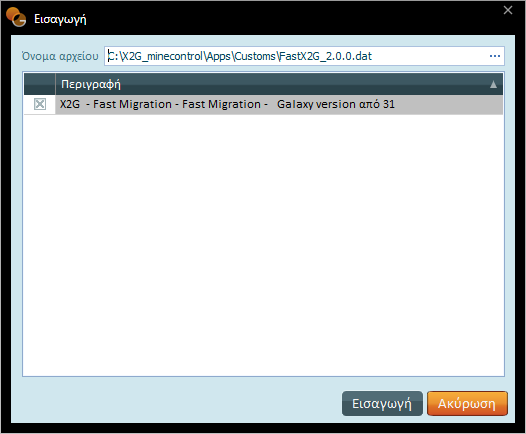 Εισαγωγή
Όνομα αρχείου C:\X2G_minecontrol\Apps\Customs\FastX2G_2.0.0.dat ...
Περιγραφή
X2G - Fast Migration - Fast Migration - Galaxy version από 31
Εισαγωγή Ακύρωση